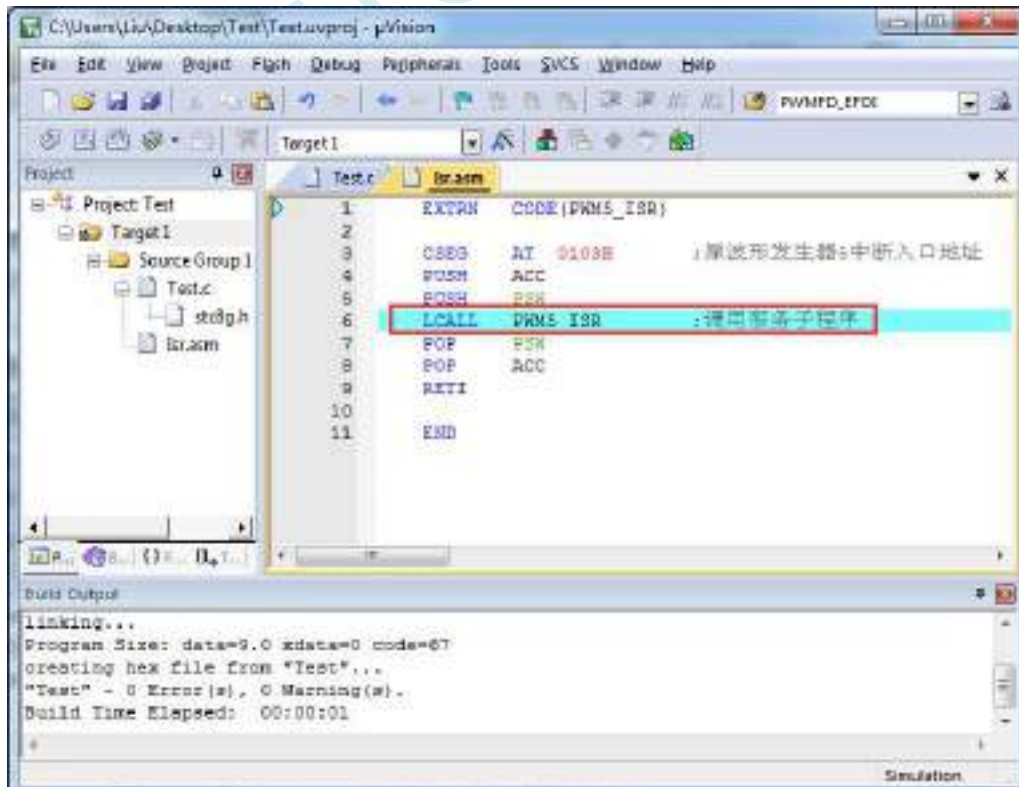 C:\Users\Liu\Desktop\Test\Test.uvproj - µVision
File Edit View Project Flash Debug Peripherals Tools SVCS Window Help
PWMFD_EFDI
Target 1
Project
Test.c isr.asm
Project: Test
Target 1
Source Group 1
Test.c
stc8g.h
isr.asm
1 EXTRN CODE(PWM5_ISR)
2
3 CSEG AT 0103H ;原波形发生器5中断入口地址
4 PUSH ACC
5 PUSH PSW
6 LCALL PWM5_ISR ;调用服务子程序
7 POP PSW
8 POP ACC
9 RETI
10
11 END
Build Output
linking...
Program Size: data=9.0 xdata=0 code=67
creating hex file from "Test"...
"Test" - 0 Error(s), 0 Warning(s).
Build Time Elapsed: 00:00:01
Simulation